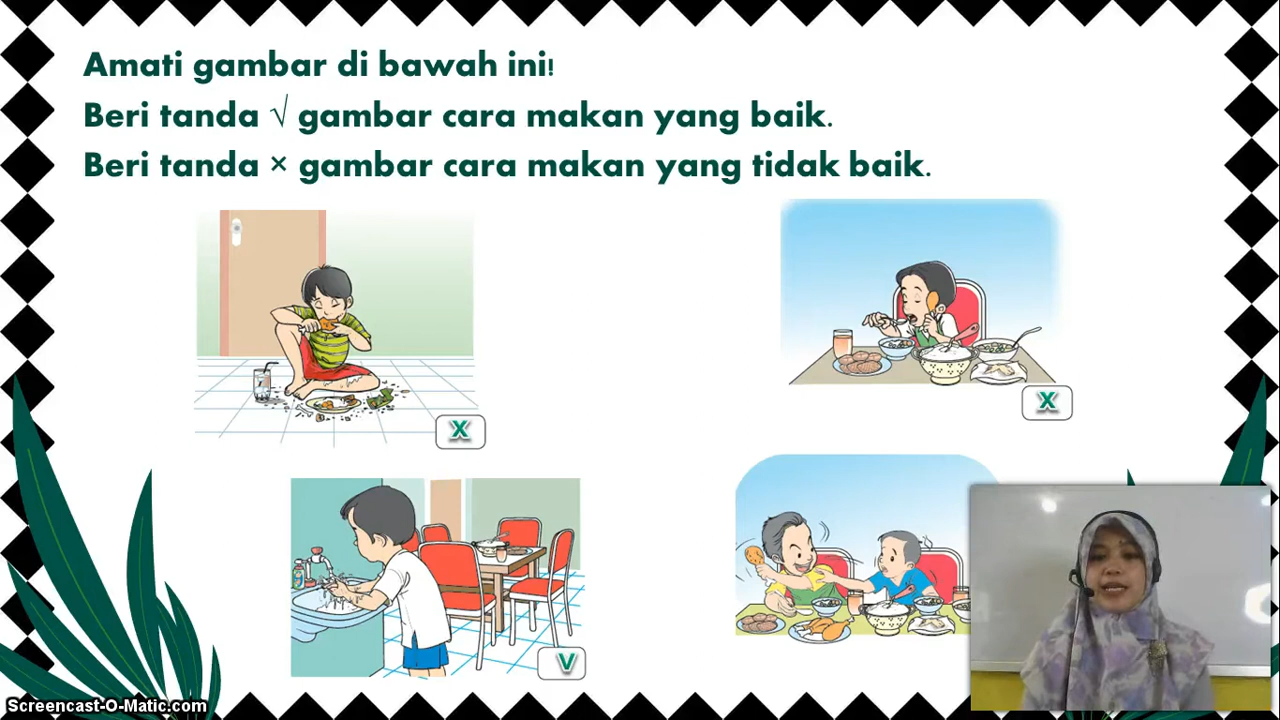 Amati gambar di bawah ini!
Beri tanda √ gambar cara makan yang baik.
Beri tanda × gambar cara makan yang tidak baik.
X
X
V
Screencast-O-Matic.com